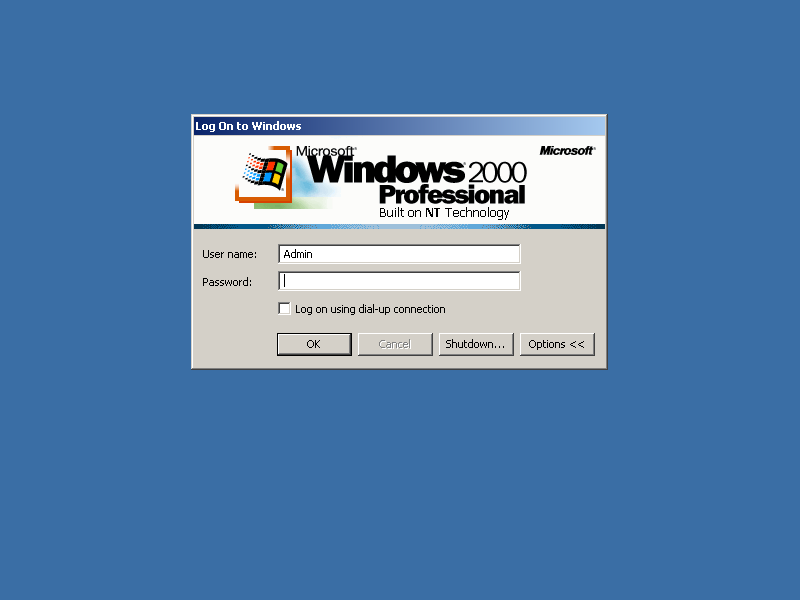 Log On to Windows
Microsoft®
Microsoft®
Windows® 2000
Professional
Built on NT Technology
User name: Admin
Password:
Log on using dial-up connection
OK Cancel Shutdown... Options <<